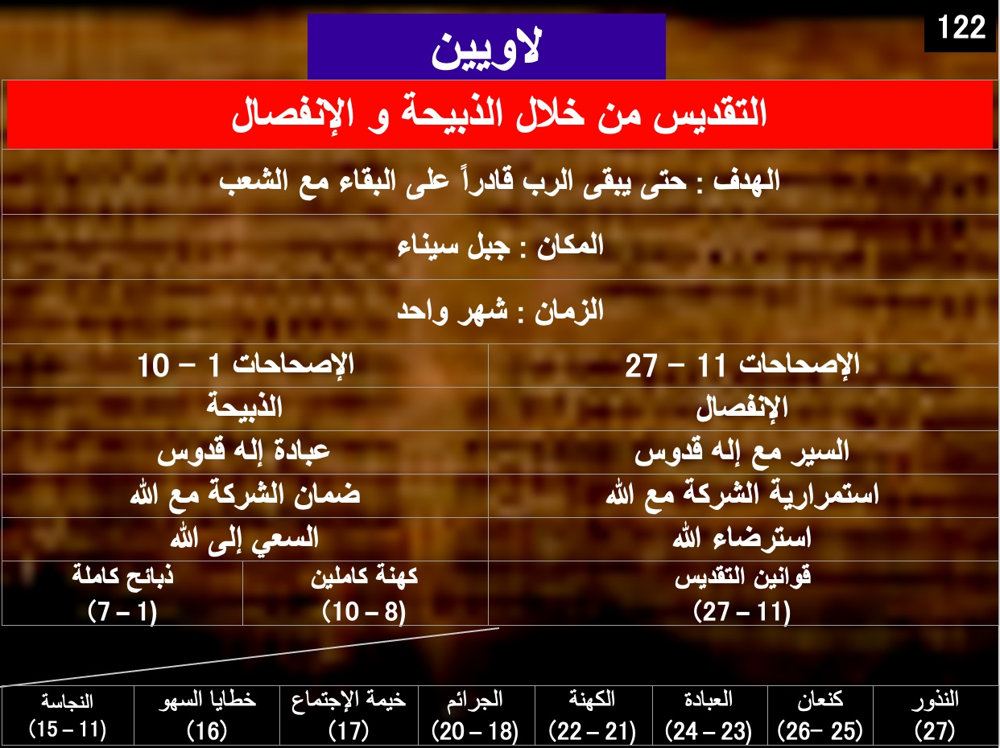 122
لاويين
التقديس من خلال الذبيحة و الإنفصال
الهدف : حتى يبقى الرب قادراً على البقاء مع الشعب
المكان : جبل سيناء
الزمان : شهر واحد
الإصحاحات 11 – 27
الإصحاحات 1 – 10
الإنفصال
الذبيحة
السير مع إله قدوس
عبادة إله قدوس
استمرارية الشركة مع الله
ضمان الشركة مع الله
استرضاء الله
السعي إلى الله
قوانين التقديس
(11 – 27)
كهنة كاملين
(8 – 10)
ذبائح كاملة
(1 – 7)
النذور
(27)
كنعان
(25 –26)
العبادة
(23 – 24)
الكهنة
(21 – 22)
الجرائم
(18 – 20)
خيمة الإجتماع
(17)
خطايا السهو
(16)
النجاسة
(11 – 15)